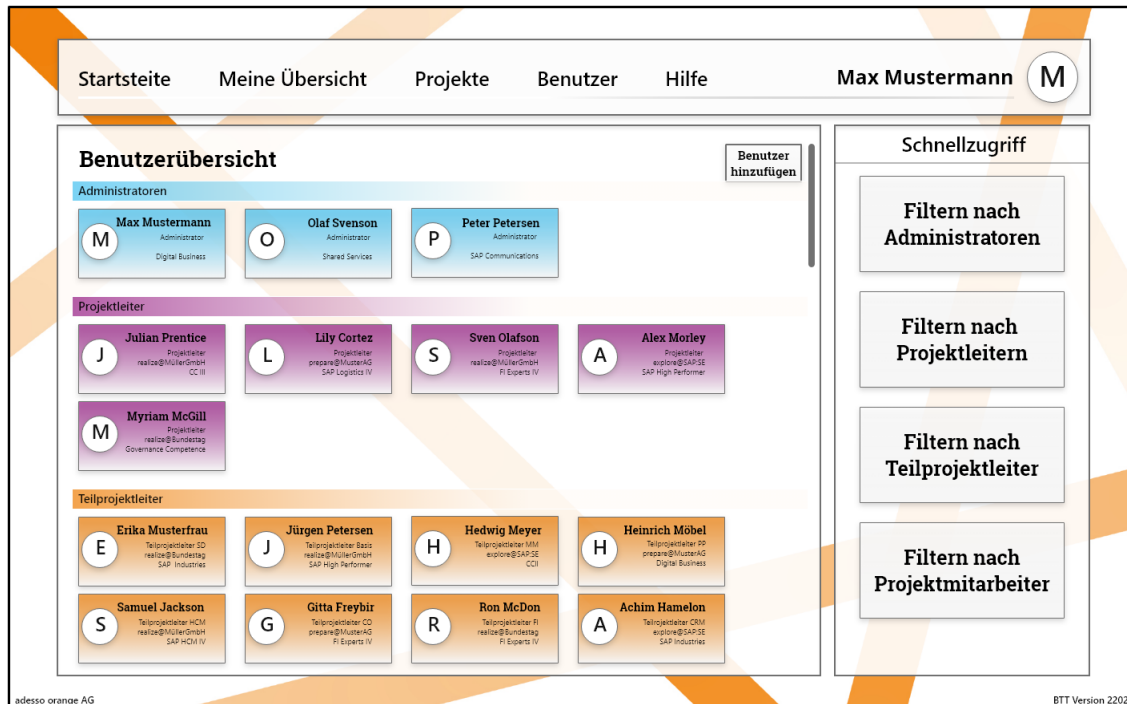 Startsteite Meine Übersicht Projekte Benutzer Hilfe Max Mustermann M
Benutzerübersicht
Benutzer
hinzufügen
Administratoren
M
Max Mustermann
Administrator
Digital Business
O
Olaf Svenson
Administrator
Shared Services
P
Peter Petersen
Administrator
SAP Communications
Projektleiter
J
Julian Prentice
Projektleiter
realize@MüllerGmbH
CC III
L
Lily Cortez
Projektleiter
prepare@MusterAG
SAP Logistics IV
S
Sven Olafson
Projektleiter
realize@MüllerGmbH
FI Experts IV
A
Alex Morley
Projektleiter
explore@SAP:SE
SAP High Performer
M
Myriam McGill
Projektleiter
realize@Bundestag
Governance Competence
Teilprojektleiter
E
Erika Musterfrau
Teilprojektleiter SD
realize@Bundestag
SAP Industries
J
Jürgen Petersen
Teilprojektleiter Basis
realize@MüllerGmbH
SAP High Performer
H
Hedwig Meyer
Teilprojektleiter MM
explore@SAP:SE
CCII
H
Heinrich Möbel
Teilprojektleiter PP
prepare@MusterAG
Digital Business
S
Samuel Jackson
Teilprojektleiter HCM
realize@MüllerGmbH
SAP HCM IV
G
Gitta Freybir
Teilprojektleiter CO
prepare@MusterAG
FI Experts IV
R
Ron McDon
Teilprojektleiter FI
realize@Bundestag
FI Experts IV
A
Achim Hamelon
Teilrojektleiter CRM
explore@SAP:SE
SAP Industries
Schnellzugriff
Filtern nach
Administratoren
Filtern nach
Projektleitern
Filtern nach
Teilprojektleiter
Filtern nach
Projektmitarbeiter
adesso orange AG
BTT Version 2202